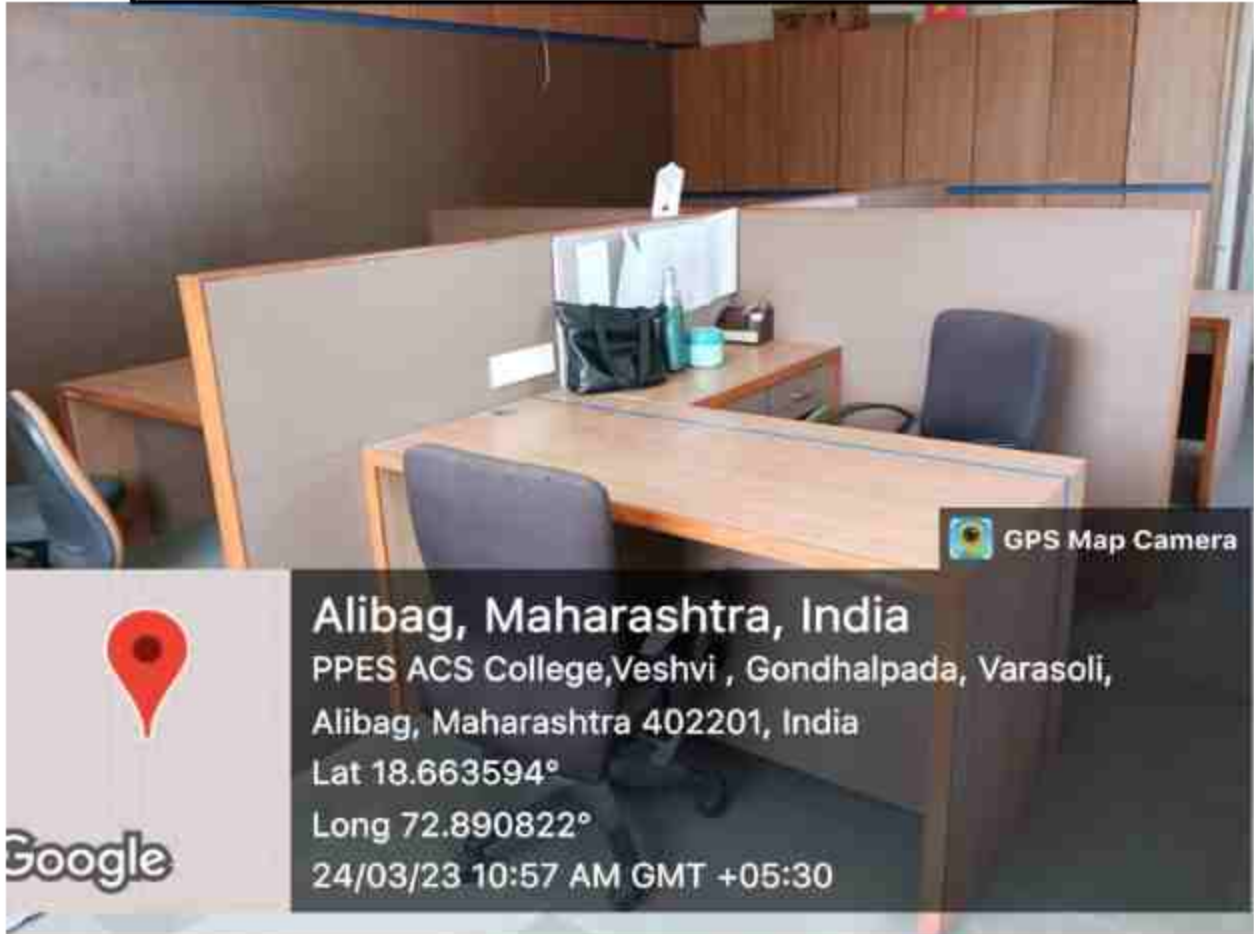 GPS Map Camera
Alibag, Maharashtra, India
PPES ACS College,Veshvi , Gondhalpada, Varasoli,
Alibag, Maharashtra 402201, India
Lat 18.663594°
Long 72.890822°
24/03/23 10:57 AM GMT +05:30
Google